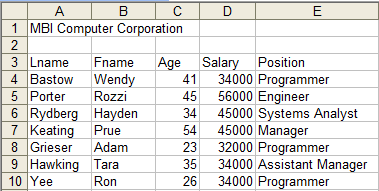 A B C D E
1 MBI Computer Corporation
2
3 Lname Fname Age Salary Position
4 Bastow Wendy 41 34000 Programmer
5 Porter Rozzi 45 56000 Engineer
6 Rydberg Hayden 34 45000 Systems Analyst
7 Keating Prue 54 45000 Manager
8 Grieser Adam 23 32000 Programmer
9 Hawking Tara 35 34000 Assistant Manager
10 Yee Ron 26 34000 Programmer